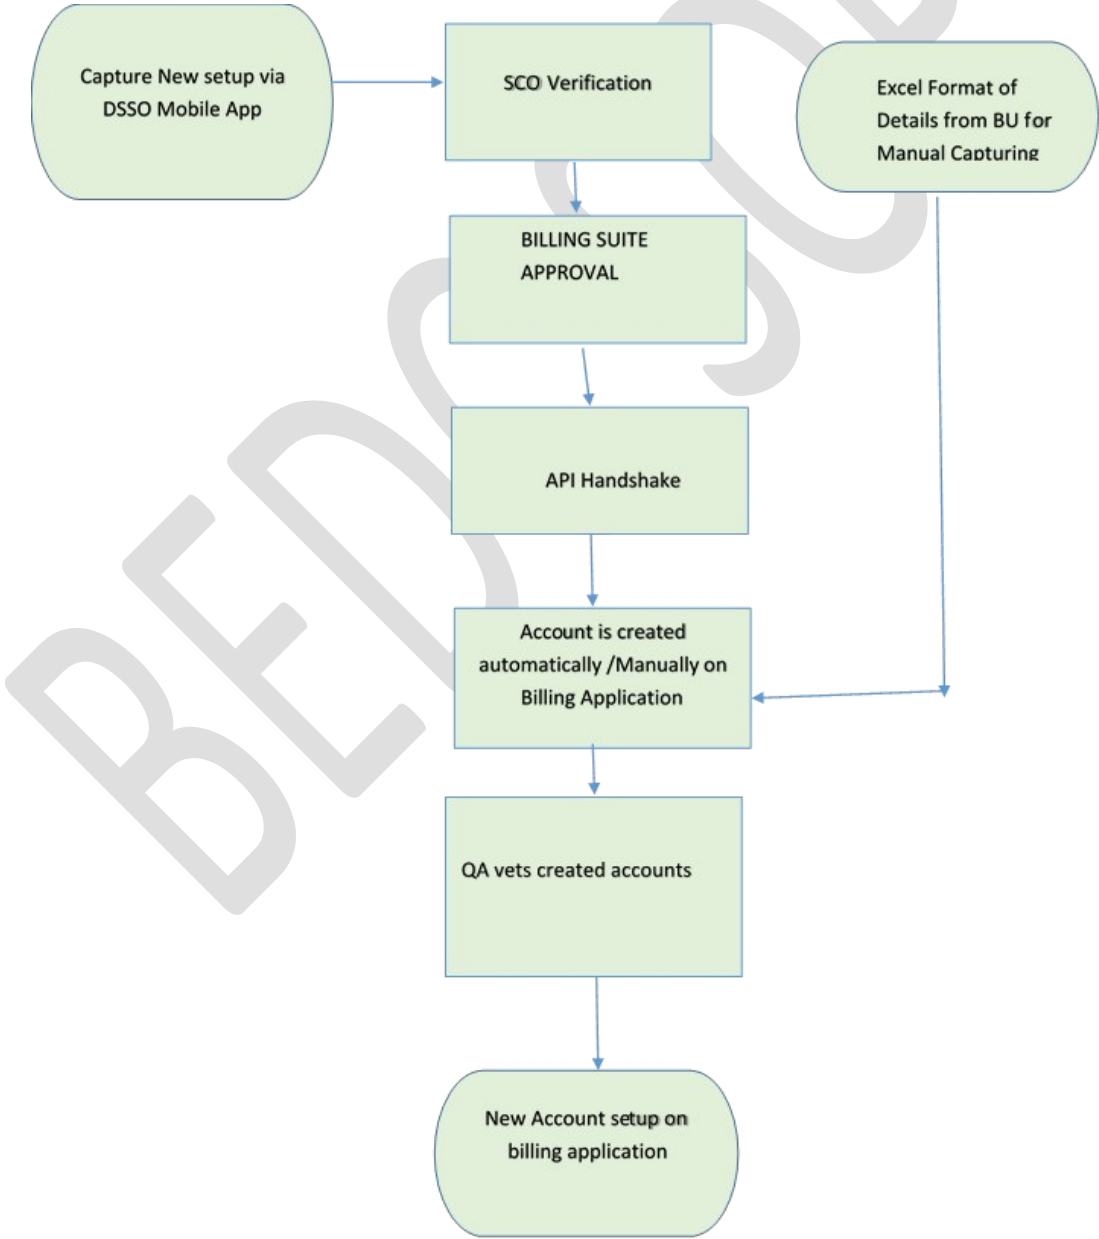 Capture New setup via
DSSO Mobile App
SCO Verification
Excel Format of
Details from BU for
Manual Capturing
BILLING SUITE
APPROVAL
API Handshake
Account is created
automatically /Manually on
Billing Application
QA vets created accounts
New Account setup on
billing application